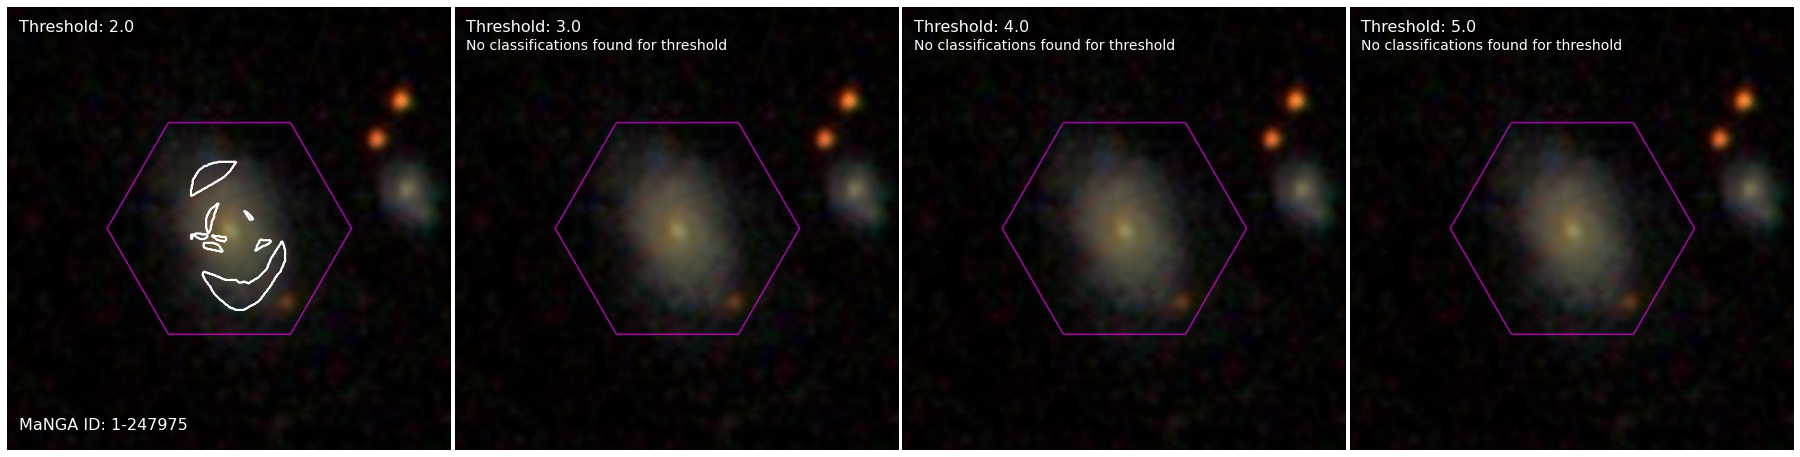 Threshold: 2.0
MaNGA ID: 1-247975
Threshold: 3.0
No classifications found for threshold
Threshold: 4.0
No classifications found for threshold
Threshold: 5.0
No classifications found for threshold